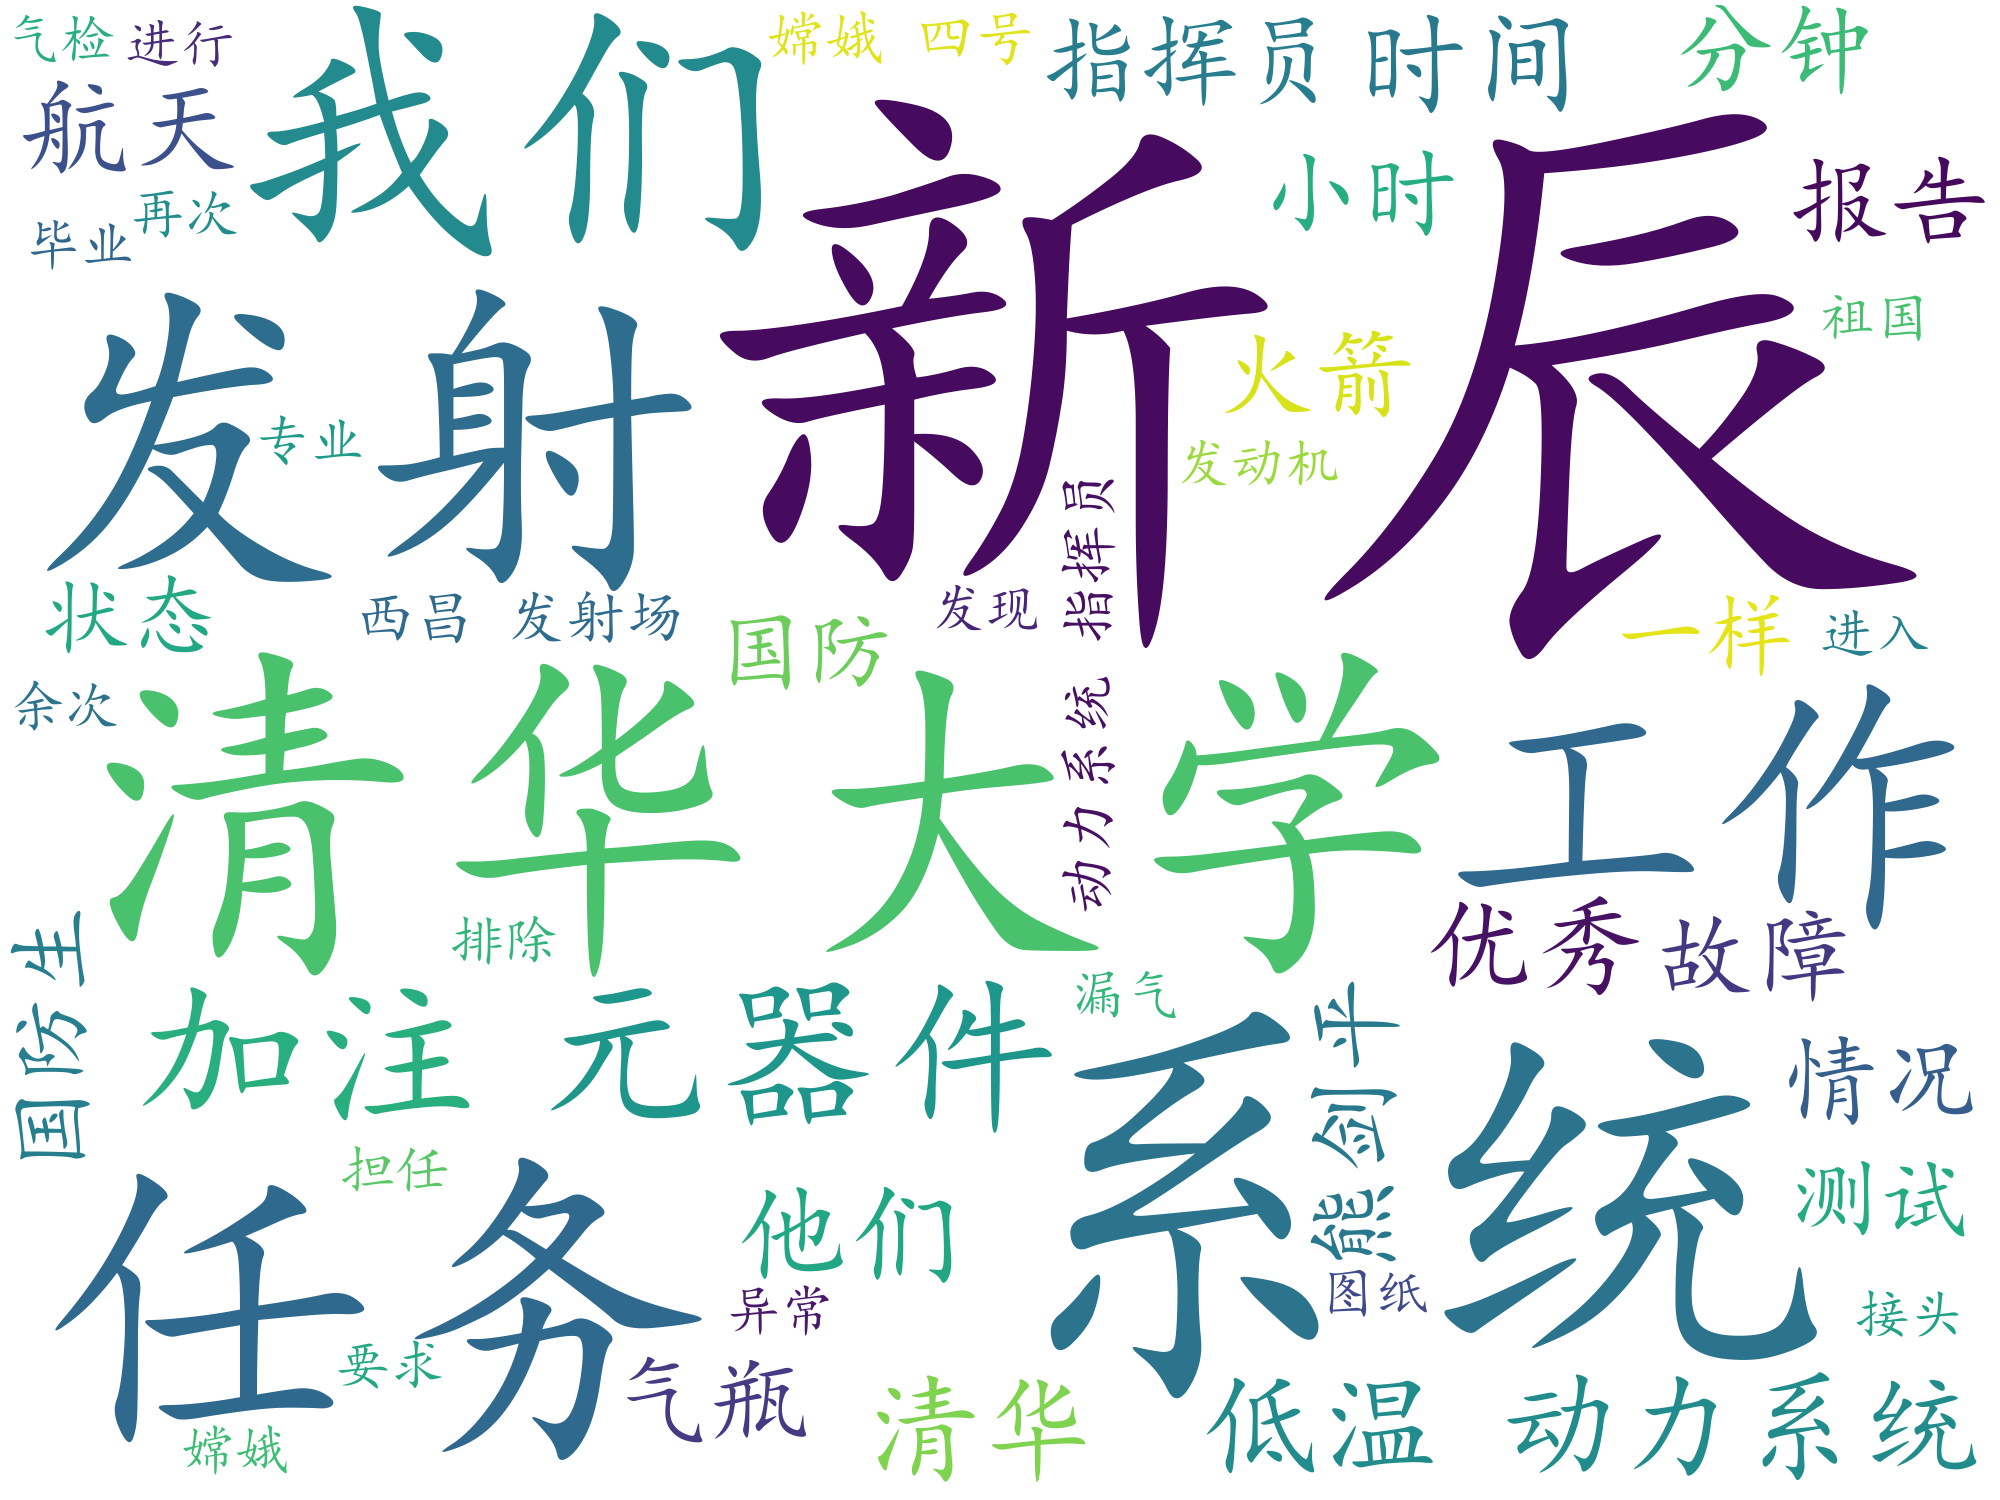 气检 进行 我们 嫦娥 四号 指挥员 时间 分钟
航天 新辰 小时 报告
再次
毕业
发射 火箭 祖国
专业 发动机
状态 西昌 发射场 国防 发现 动力系统 指挥员 一样 进入
余次 清华大学 工作
国防生 排除 优秀 故障
加注 元器件 漏气 系统 熊剑平 情况
任务 担任 他们 测试
异常 图纸 接头
要求 气瓶 清华 低温 动力系统
嫦娥